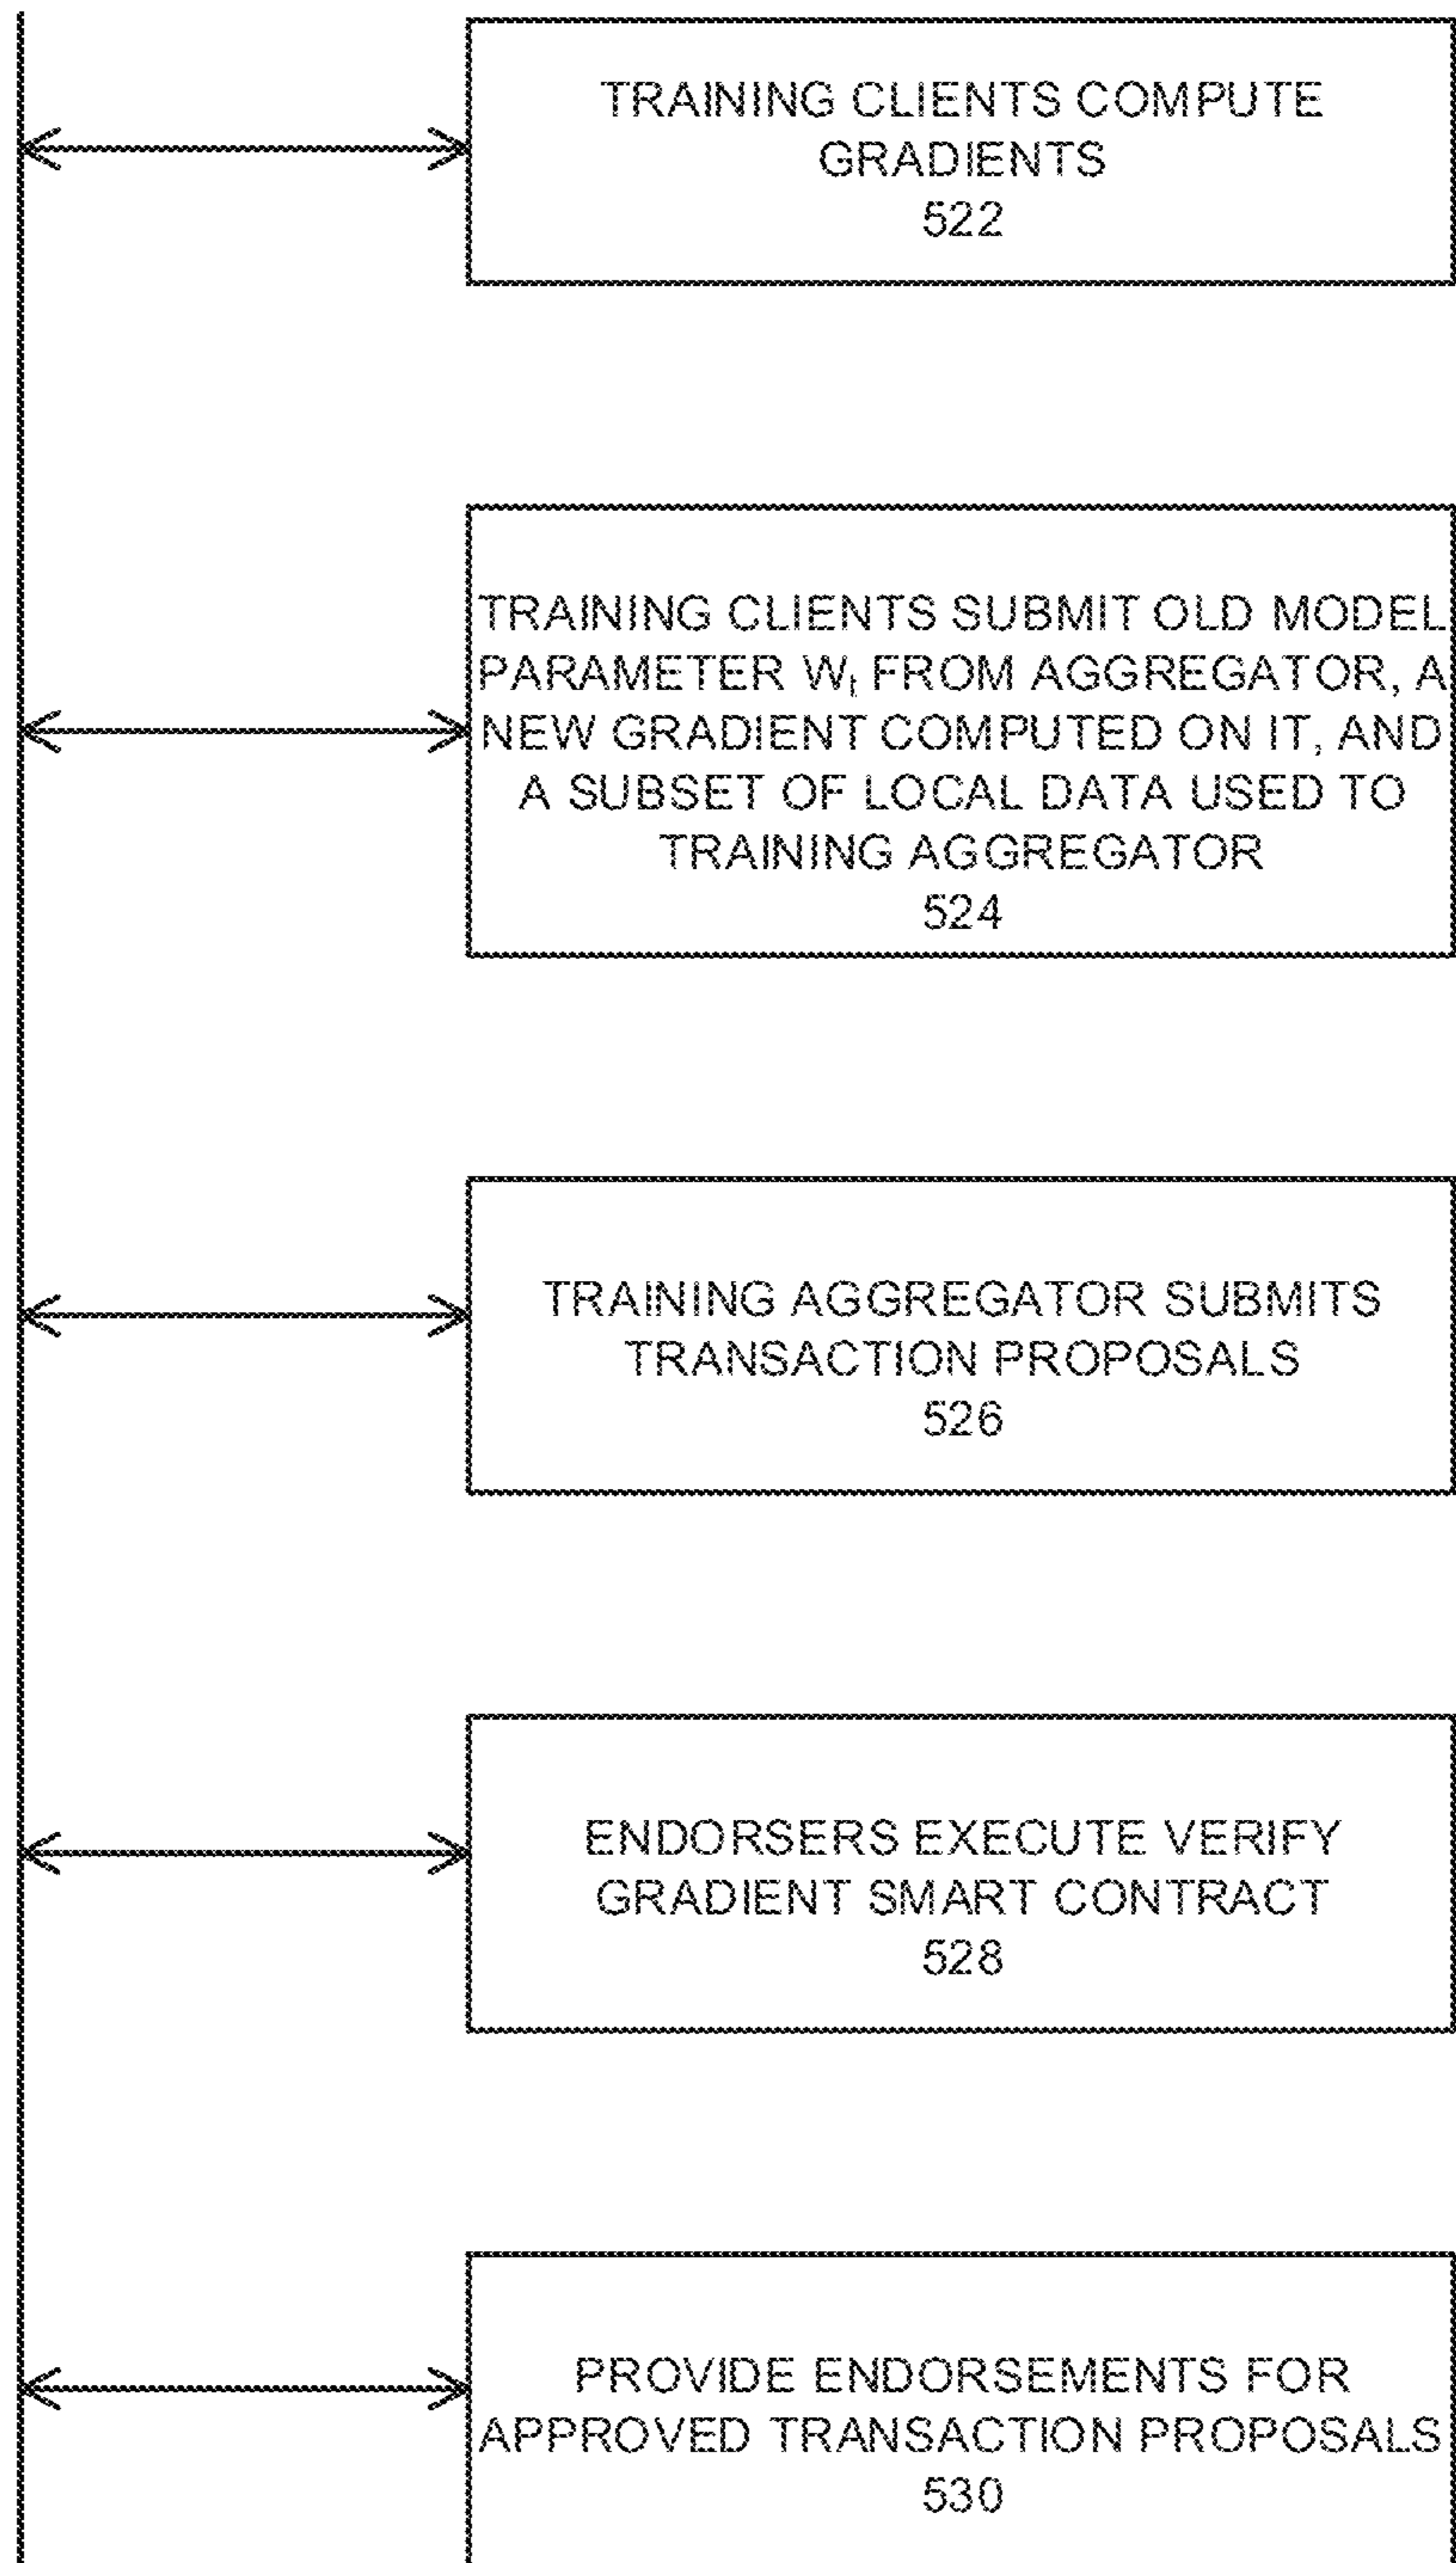 TRAINING CLIENTS COMPUTE
GRADIENTS
522
TRAINING CLIENTS SUBMIT OLD MODEL
PARAMETER Wt FROM AGGREGATOR, A
NEW GRADIENT COMPUTED ON IT, AND
A SUBSET OF LOCAL DATA USED TO
TRAINING AGGREGATOR
524
TRAINING AGGREGATOR SUBMITS
TRANSACTION PROPOSALS
526
ENDORSERS EXECUTE VERIFY
GRADIENT SMART CONTRACT
528
PROVIDE ENDORSEMENTS FOR
APPROVED TRANSACTION PROPOSALS
530